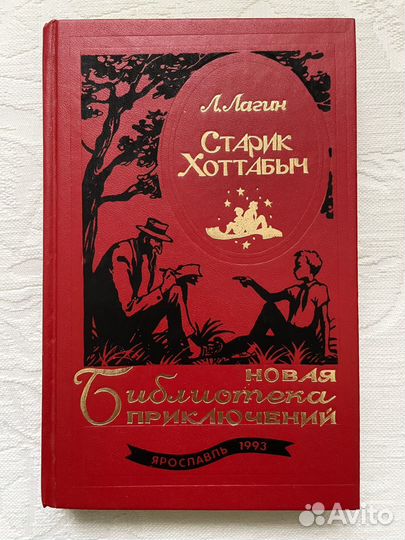 Л. Лагин
Старик
Хоттабыч
Новая
Библиотека
приключений
Ярославль 1993
Avito